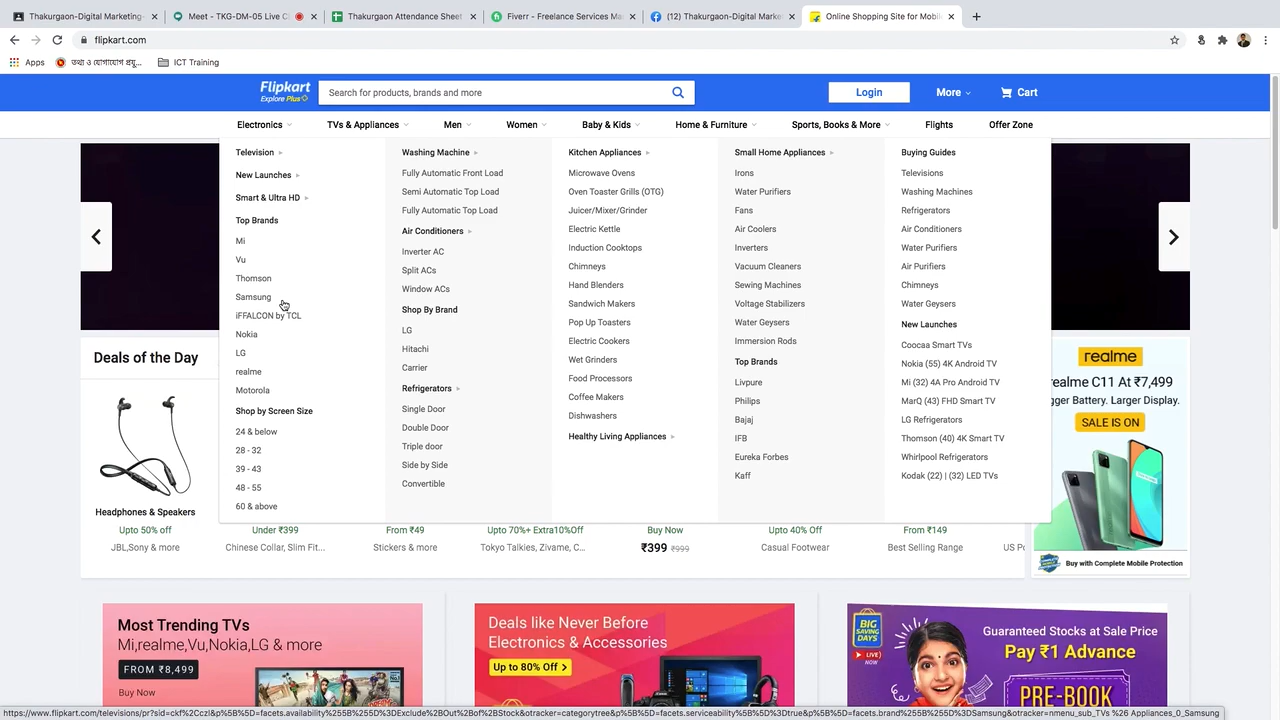 Thakurgaon-Digital Marketing-
Meet - TKG-DM-05 Live C
Thakurgaon Attendance Sheet
Fiverr - Freelance Services Ma
(12) Thakurgaon-Digital Marke
Online Shopping Site for Mobil
flipkart.com
Apps
তথ্য ও যোগাযোগ প্রযু...
ICT Training
Flipkart
Explore Plus
Search for products, brands and more
Login
More
Cart
Electronics
TVs & Appliances
Men
Women
Baby & Kids
Home & Furniture
Sports, Books & More
Flights
Offer Zone
Television
New Launches
Smart & Ultra HD
Top Brands
Mi
Vu
Thomson
Samsung
iFFALCON by TCL
Nokia
LG
realme
Motorola
Shop by Screen Size
24 & below
28 - 32
39 - 43
48 - 55
60 & above
Washing Machine
Fully Automatic Front Load
Semi Automatic Top Load
Fully Automatic Top Load
Air Conditioners
Inverter AC
Split ACs
Window ACs
Shop By Brand
LG
Hitachi
Carrier
Refrigerators
Single Door
Double Door
Triple door
Side by Side
Convertible
Kitchen Appliances
Microwave Ovens
Oven Toaster Grills (OTG)
Juicer/Mixer/Grinder
Electric Kettle
Induction Cooktops
Chimneys
Hand Blenders
Sandwich Makers
Pop Up Toasters
Electric Cookers
Wet Grinders
Food Processors
Coffee Makers
Dishwashers
Healthy Living Appliances
Small Home Appliances
Irons
Water Purifiers
Fans
Air Coolers
Inverters
Vacuum Cleaners
Sewing Machines
Voltage Stabilizers
Water Geysers
Immersion Rods
Top Brands
Livpure
Philips
Bajaj
IFB
Eureka Forbes
Kaff
Buying Guides
Televisions
Washing Machines
Refrigerators
Air Conditioners
Water Purifiers
Air Purifiers
Chimneys
Water Geysers
New Launches
Coocaa Smart TVs
Nokia (55) 4K Android TV
Mi (32) 4A Pro Android TV
MarQ (43) FHD Smart TV
LG Refrigerators
Thomson (40) 4K Smart TV
Whirlpool Refrigerators
Kodak (22) | (32) LED TVs
Deals of the Day
Headphones & Speakers
Upto 50% off
JBL,Sony & more
Under ₹399
Chinese Collar, Slim Fit...
From ₹49
Stickers & more
Upto 70%+ Extra10%Off
Tokyo Talkies, Zivame, C...
Buy Now
₹399 ₹999
Upto 40% Off
Casual Footwear
From ₹149
Best Selling Range
US Po
realme
realme C11 At ₹7,499
gger Battery. Larger Display.
SALE IS ON
Buy with Complete Mobile Protection
Most Trending TVs
Mi,realme,Vu,Nokia,LG & more
FROM ₹8,499
Buy Now
Deals like Never Before
Electronics & Accessories
Up to 80% Off
BIG
SAVING
DAYS
LIVE
NOW
Guaranteed Stocks at Sale Price
Pay ₹1 Advance
PRE-BOOK